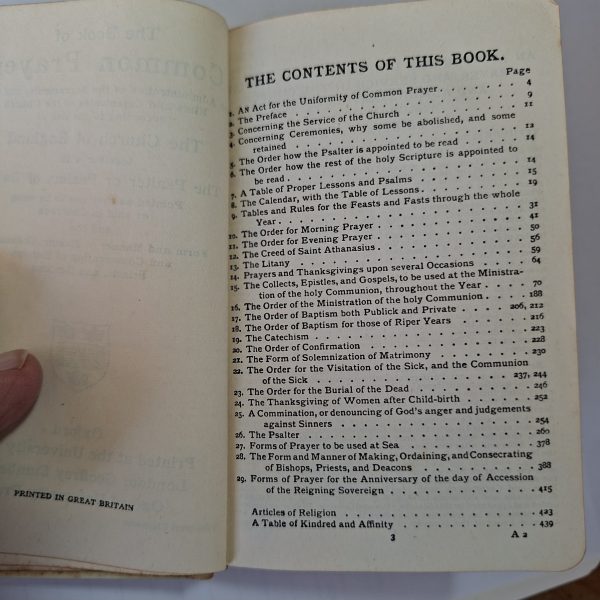 PRINTED IN GREAT BRITAIN
THE CONTENTS OF THIS BOOK.
Page
1. An Act for the Uniformity of Common Prayer . . . . . 4
2. The Preface . . . . . 9
3. Concerning the Service of the Church . . . . . 11
4. Concerning Ceremonies, why some be abolished, and some
retained . . . . . 12
5. The Order how the Psalter is appointed to be read . . . . . 14
6. The Order how the rest of the holy Scripture is appointed to
be read . . . . . 14
7. A Table of Proper Lessons and Psalms . . . . . 15
8. The Calendar, with the Table of Lessons . . . . . 19
9. Tables and Rules for the Feasts and Fasts through the whole
Year . . . . . 31
10. The Order for Morning Prayer . . . . . 41
11. The Order for Evening Prayer . . . . . 50
12. The Creed of Saint Athanasius . . . . . 56
13. The Litany . . . . . 59
14. Prayers and Thanksgivings upon several Occasions . . . . . 64
15. The Collects, Epistles, and Gospels, to be used at the Ministra-
tion of the holy Communion, throughout the Year . . . . . 70
16. The Order of the Ministration of the holy Communion . . . . . 188
17. The Order of Baptism both Publick and Private . . . . . 206, 212
18. The Order of Baptism for those of Riper Years . . . . . 216
19. The Catechism . . . . . 223
20. The Order of Confirmation . . . . . 228
21. The Form of Solemnization of Matrimony . . . . . 230
22. The Order for the Visitation of the Sick, and the Communion
of the Sick . . . . . 237, 244
23. The Order for the Burial of the Dead . . . . . 246
24. The Thanksgiving of Women after Child-birth . . . . . 252
25. A Commination, or denouncing of God's anger and judgements
against Sinners . . . . . 254
26. The Psalter . . . . . 260
27. Forms of Prayer to be used at Sea . . . . . 378
28. The Form and Manner of Making, Ordaining, and Consecrating
of Bishops, Priests, and Deacons . . . . . 388
29. Forms of Prayer for the Anniversary of the day of Accession
of the Reigning Sovereign . . . . . 415
Articles of Religion . . . . . 423
A Table of Kindred and Affinity . . . . . 439
3 A 2